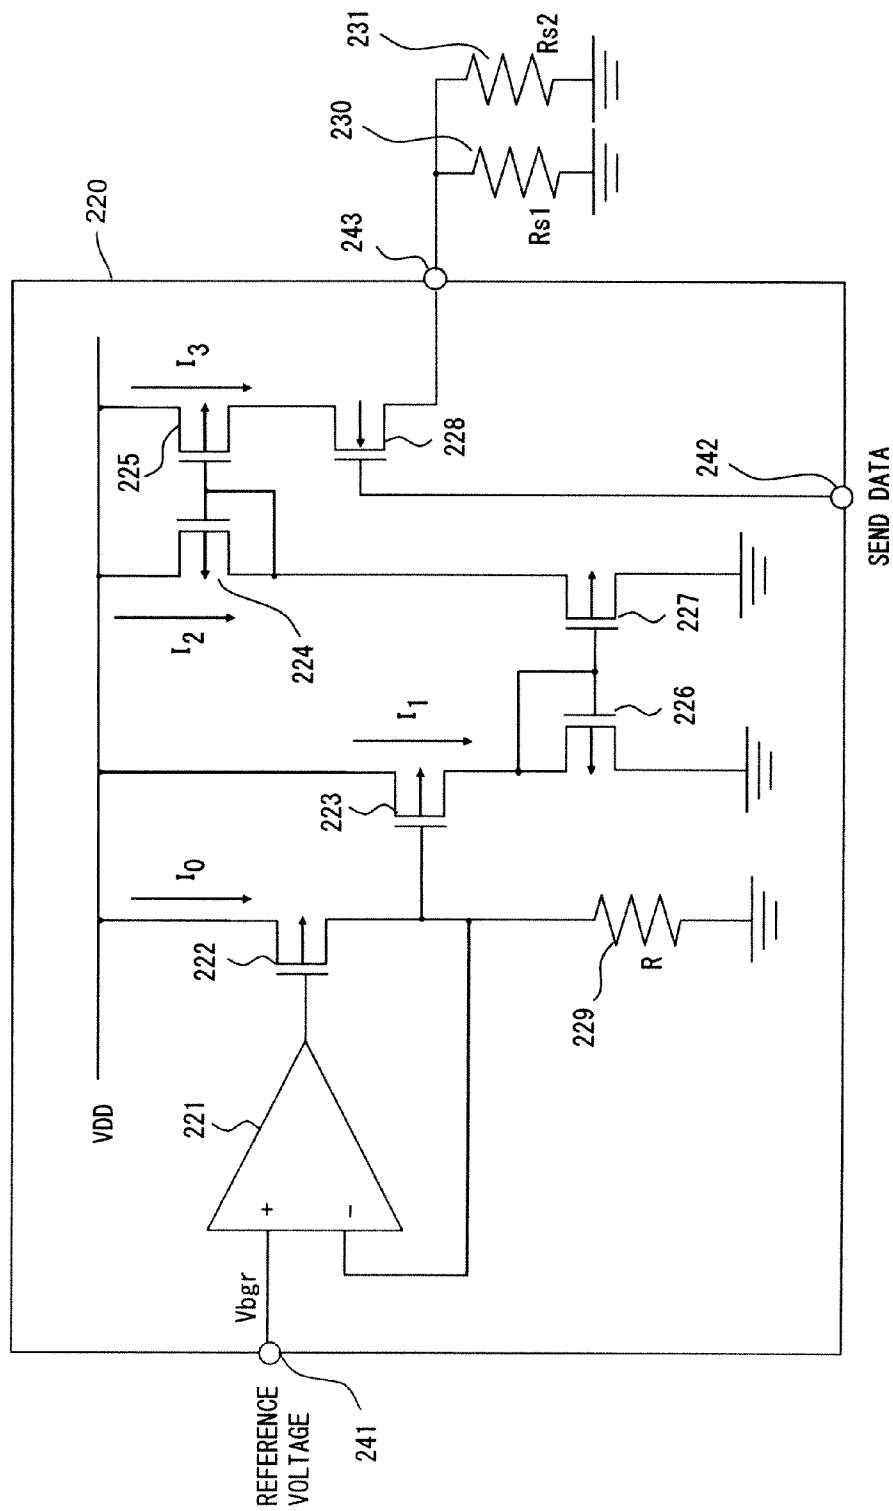 220
VDD
I0
I1
I2
I3
222
223
224
225
221
+
-
Vbgr
REFERENCE
VOLTAGE
241
229
R
226
227
228
242
SEND DATA
243
230
Rs1
231
Rs2